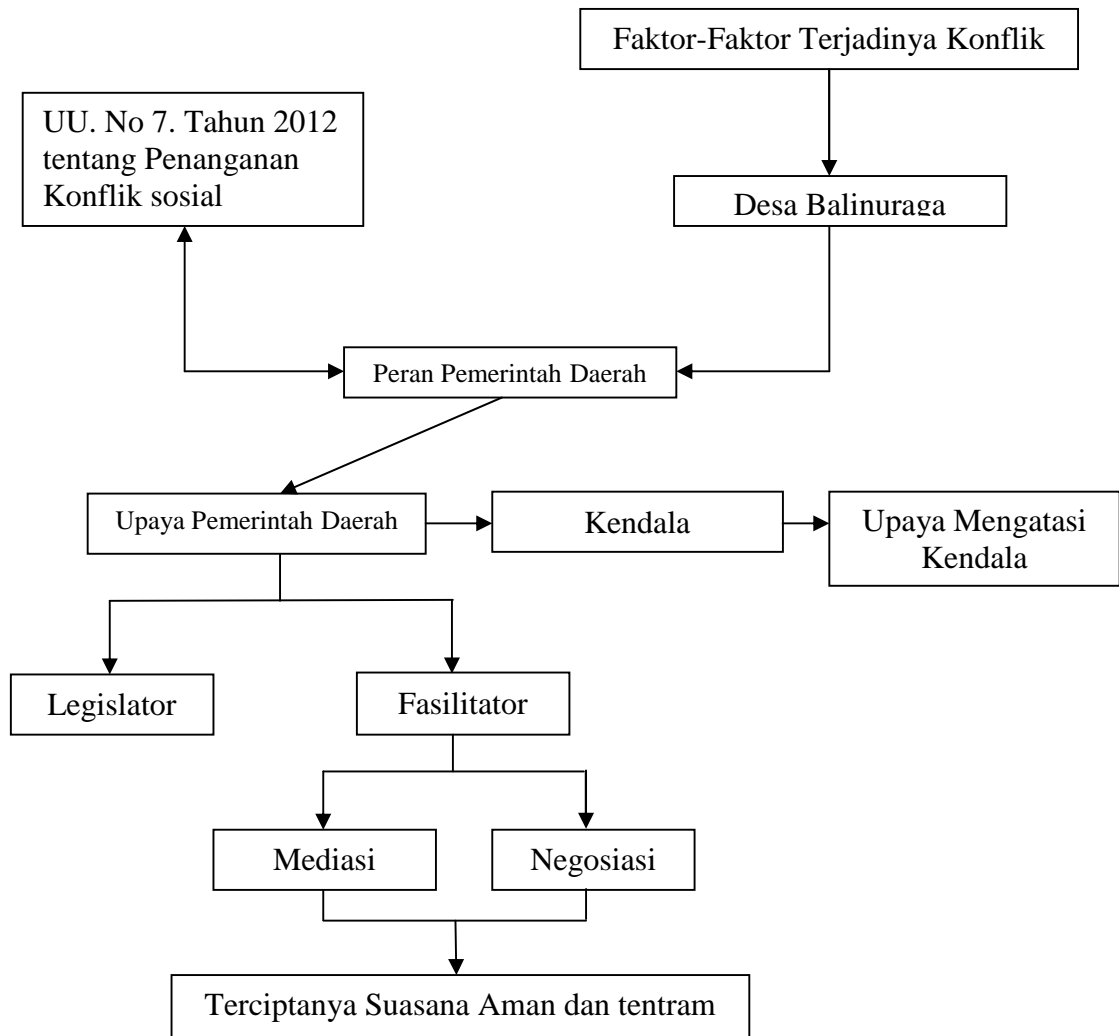 Faktor-Faktor Terjadinya Konflik
UU. No 7. Tahun 2012
tentang Penanganan
Konflik sosial
Desa Balinuraga
Peran Pemerintah Daerah
Upaya Pemerintah Daerah
Kendala
Upaya Mengatasi
Kendala
Legislator
Fasilitator
Mediasi
Negosiasi
Terciptanya Suasana Aman dan tentram